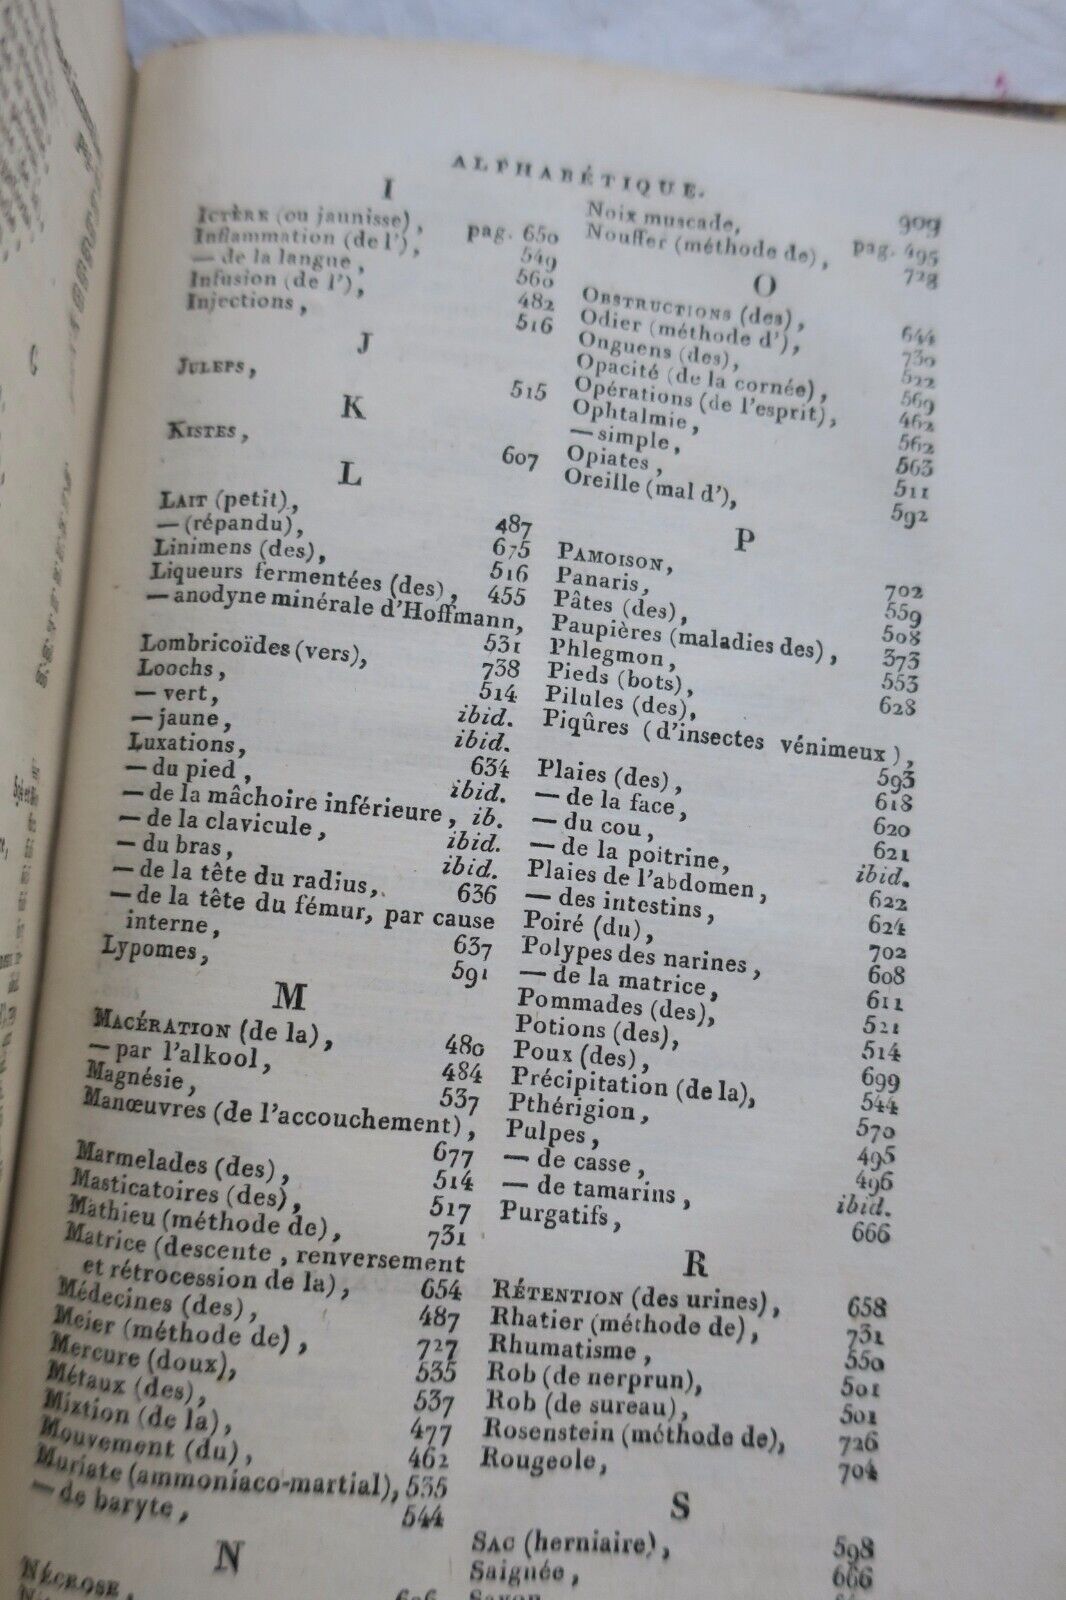 ALPHABÉTIQUE.
909
I
ICTÈRE (ou jaunisse), pag. 650
Inflammation (de l'), 549
— de la langue, 560
Infusion (de l'), 482
Injections, 516
J
JULEPS, 515
K
KISTES, 607
L
LAIT (petit), 487
— (répandu), 675
Linimens (des), 516
Liqueurs fermentées (des), 455
— anodyne minérale d'Hoffmann, 531
Lombricoïdes (vers), 738
Loochs, 514
— vert, ibid.
— jaune, ibid.
Luxations, 634
— du pied, ibid.
— de la mâchoire inférieure, ib.
— de la clavicule, ibid.
— du bras, ibid.
— de la tête du radius, 636
— de la tête du fémur, par cause
interne, 637
Lypomes, 591
M
MACÉRATION (de la), 480
— par l'alkool, 484
Magnésie, 537
Manœuvres (de l'accouchement), 677
Marmelades (des), 514
Masticatoires (des), 517
Mathieu (méthode de), 731
Matrice (descente, renversement
et rétrocession de la), 654
Médecines (des), 487
Meier (méthode de), 727
Mercure (doux), 535
Métaux (des), 537
Mixtion (de la), 477
Mouvement (du), 462
Muriate (ammoniaco-martial), 535
— de baryte, 544
N
NÉCROSE,
Noix muscade, pag. 495
Nouffer (méthode de), 728
O
OBSTRUCTIONS (des), 644
Odier (méthode d'), 730
Onguens (des), 522
Opacité (de la cornée), 569
Opérations (de l'esprit), 462
Ophtalmie, 562
— simple, 563
Opiates, 511
Oreille (mal d'), 592
P
PAMOISON, 702
Panaris, 559
Pâtes (des), 508
Paupières (maladies des), 373
Phlegmon, 553
Pieds (bots), 628
Pilules (des),
Piqûres (d'insectes vénimeux), 593
Plaies (des), 618
— de la face, 620
— du cou, 621
— de la poitrine, ibid.
Plaies de l'abdomen, 622
— des intestins, 624
Poiré (du), 702
Polypes des narines, 608
— de la matrice, 611
Pommades (des), 521
Potions (des), 514
Poux (des), 699
Précipitation (de la), 544
Pthérigion, 570
Pulpes, 495
— de casse, 496
— de tamarins, ibid.
Purgatifs, 666
R
RÉTENTION (des urines), 658
Rhatier (méthode de), 731
Rhumatisme, 550
Rob (de nerprun), 501
Rob (de sureau), 501
Rosenstein (méthode de), 726
Rougeole, 704
S
SAC (herniaire), 598
Saignée, 666